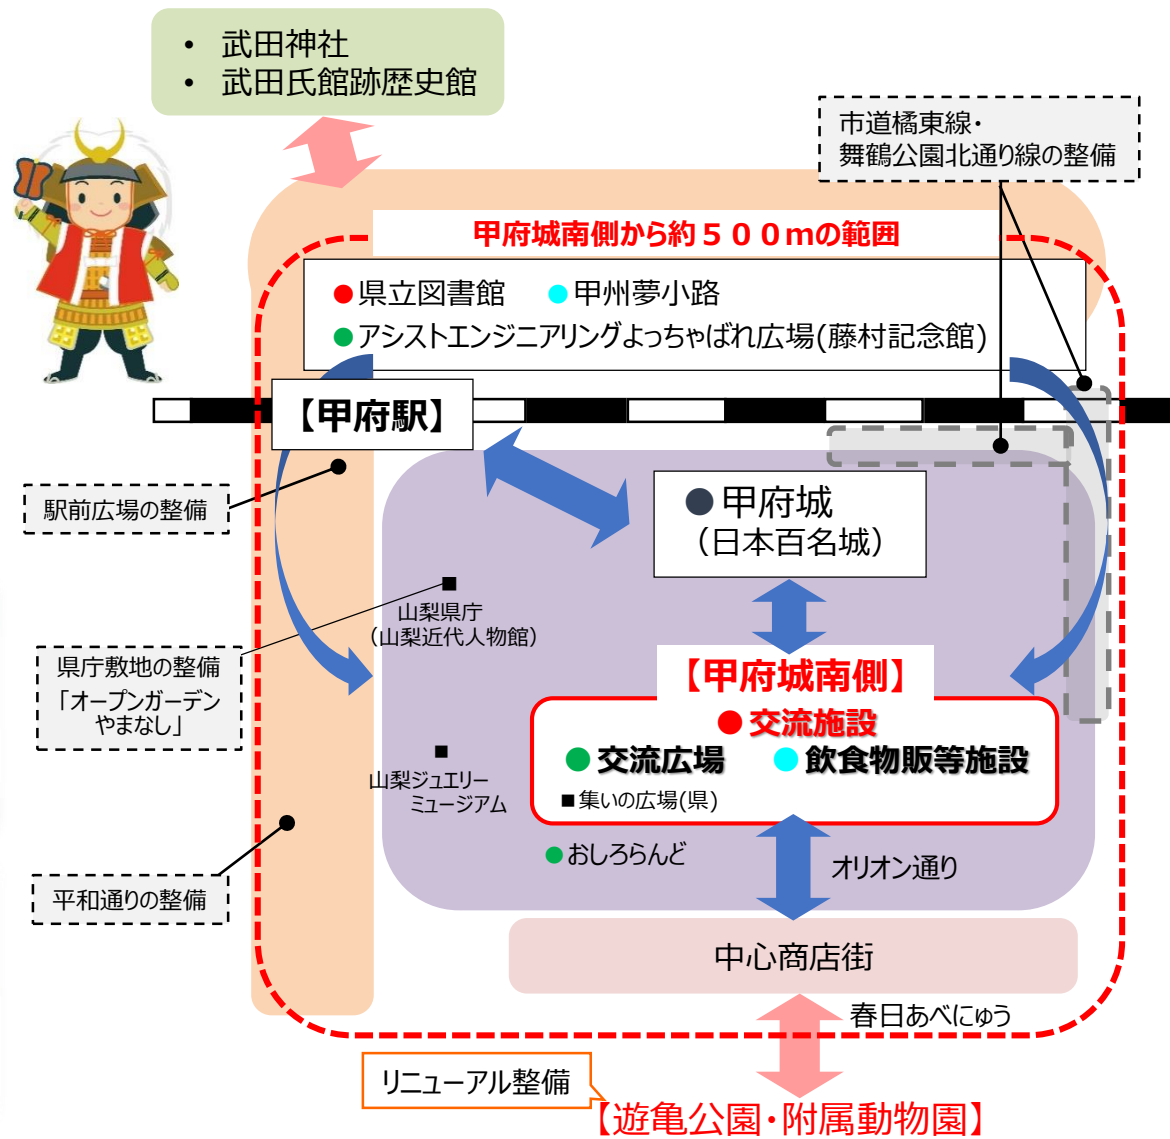 • 武田神社
• 武田氏館跡歴史館
市道橘東線・
舞鶴公園北通り線の整備
甲府城南側から約５００ｍの範囲
●県立図書館 ●甲州夢小路
●アシストエンジニアリングよっちゃばれ広場(藤村記念館)
【甲府駅】
駅前広場の整備
●甲府城
（日本百名城）
■
山梨県庁
（山梨近代人物館）
県庁敷地の整備
「オープンガーデン
やまなし」
【甲府城南側】
●交流施設
●交流広場 ●飲食物販等施設
■集いの広場(県)
■
山梨ジュエリー
ミュージアム
●おしろらんど
オリオン通り
平和通りの整備
中心商店街
春日あべにゅう
リニューアル整備
【遊亀公園・附属動物園】